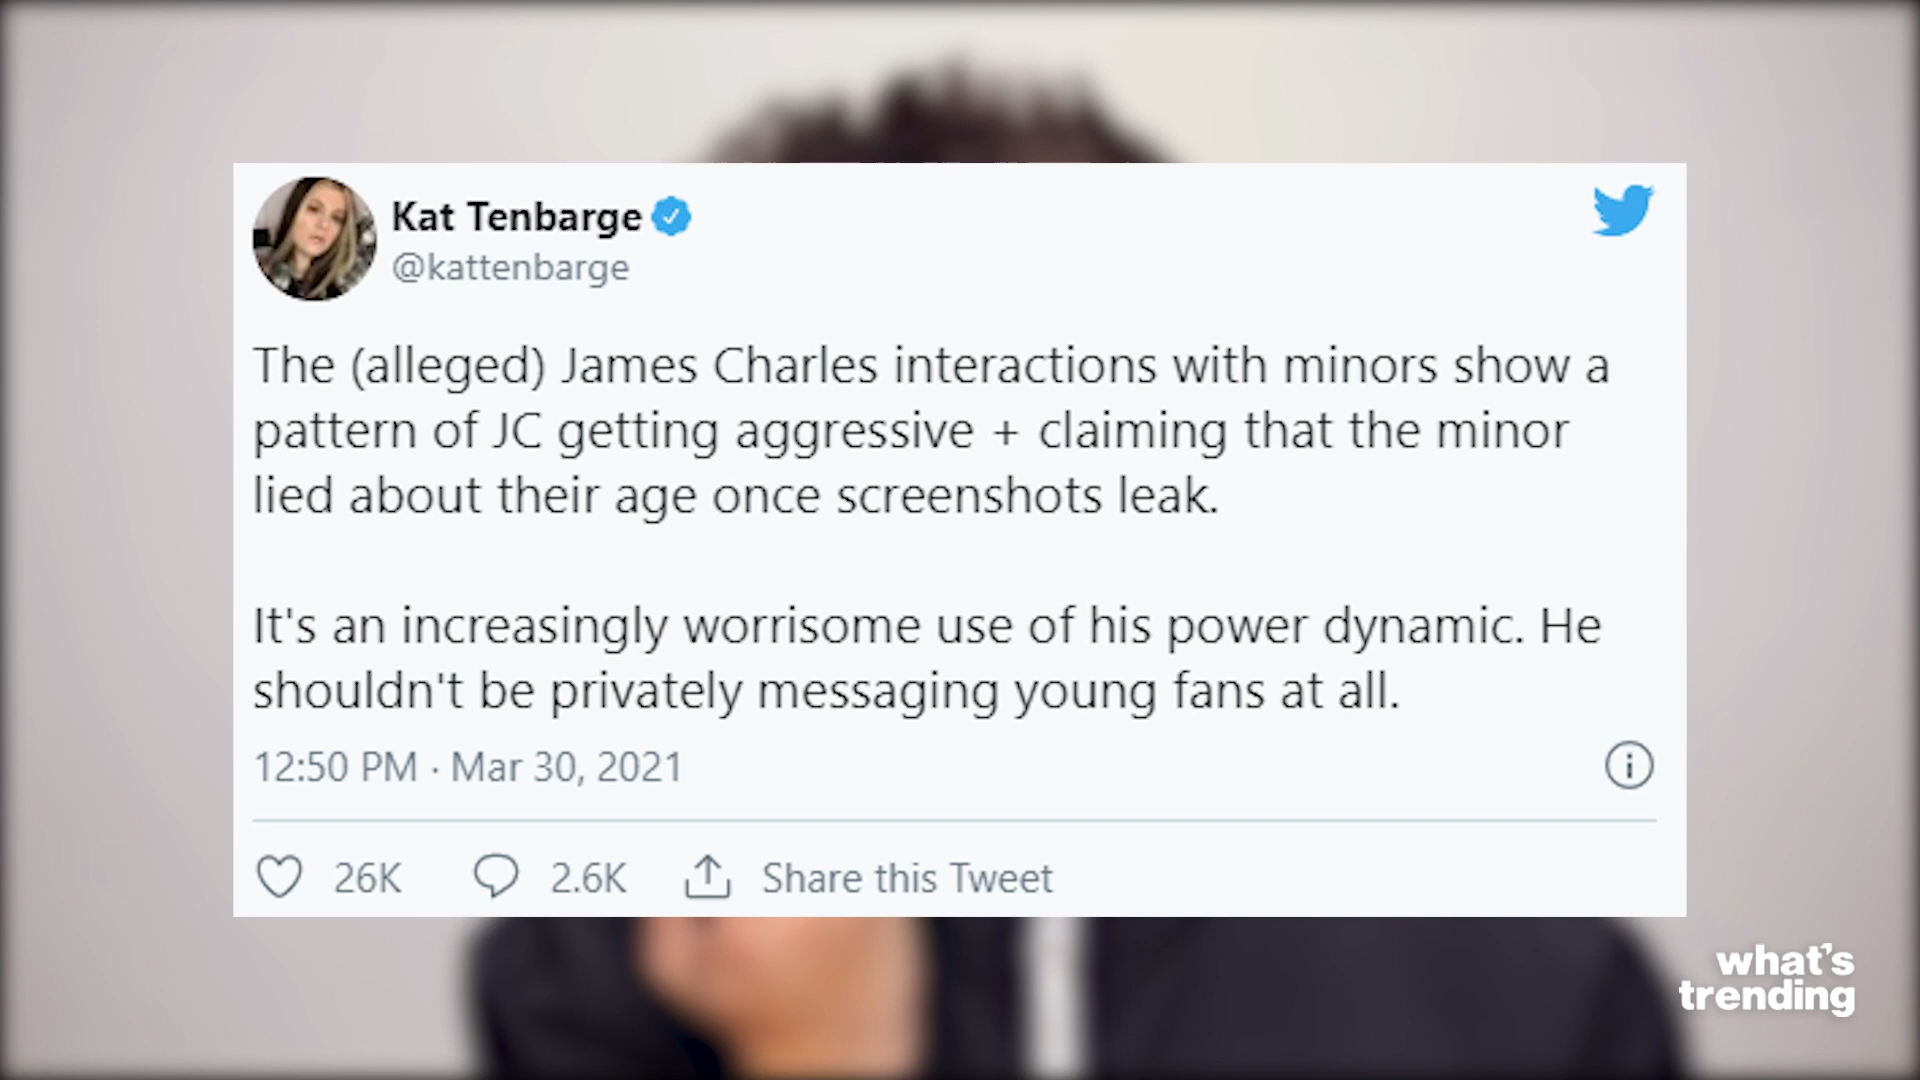 Kat Tenbarge
@kattenbarge
The (alleged) James Charles interactions with minors show a
pattern of JC getting aggressive + claiming that the minor
lied about their age once screenshots leak.
It's an increasingly worrisome use of his power dynamic. He
shouldn't be privately messaging young fans at all.
12:50 PM · Mar 30, 2021
26K 2.6K Share this Tweet
what's
trending